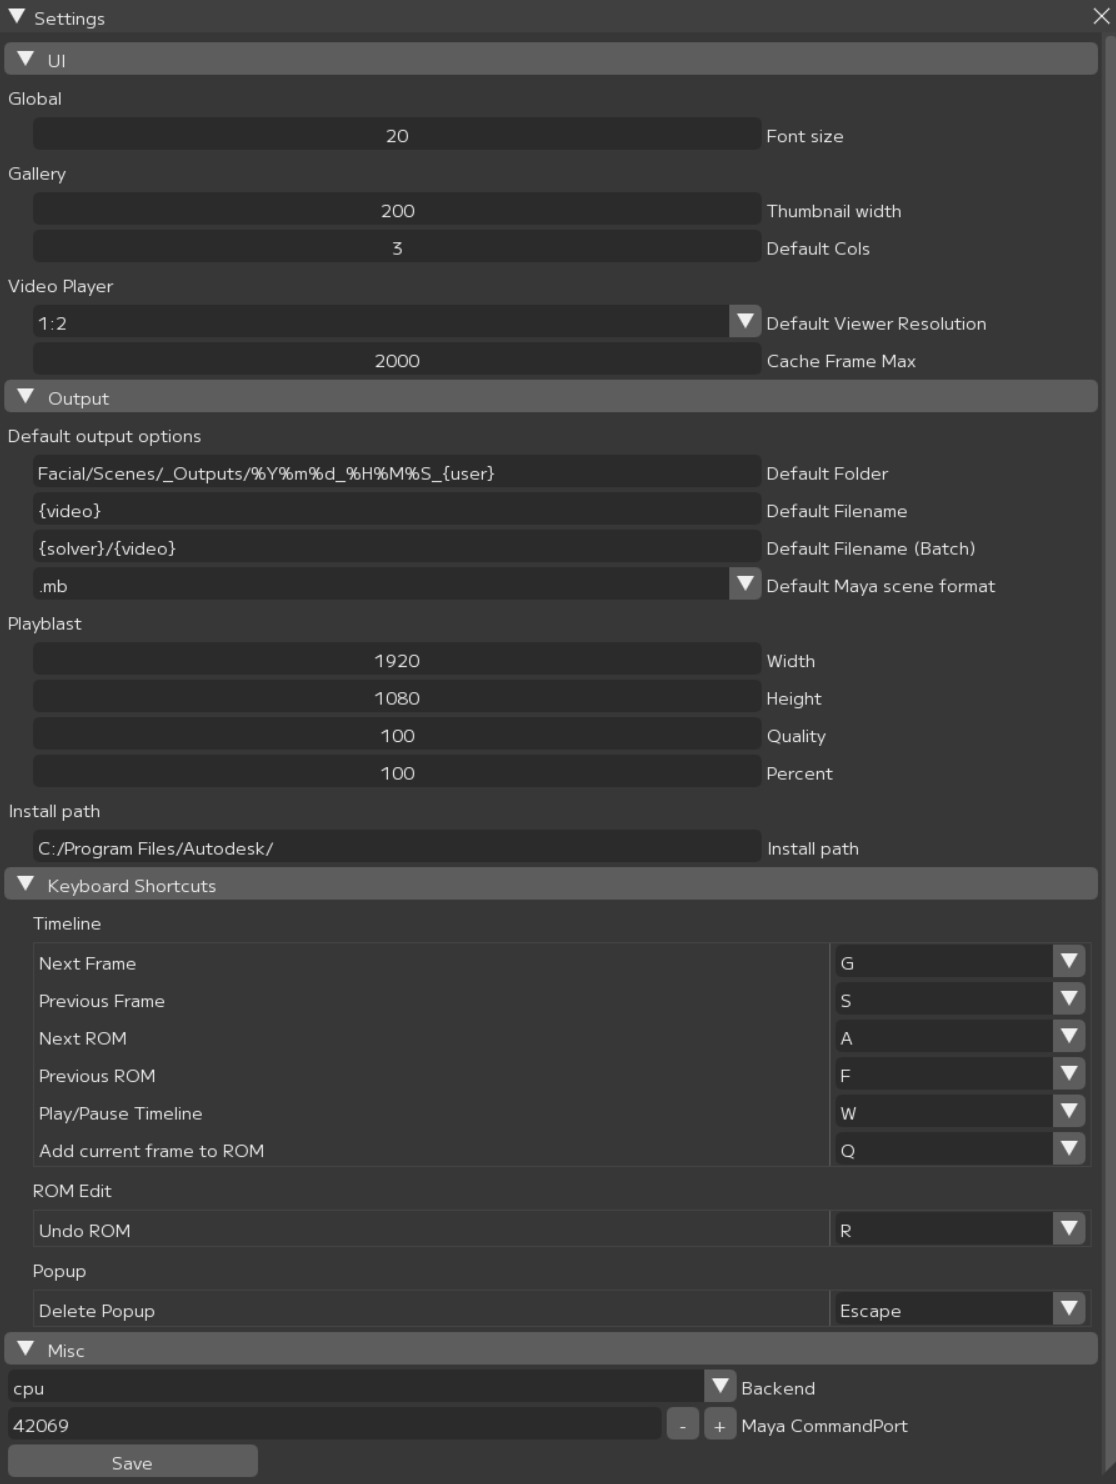 Settings
UI
Global
20 Font size
Gallery
200 Thumbnail width
3 Default Cols
Video Player
1:2 Default Viewer Resolution
2000 Cache Frame Max
Output
Default output options
Facial/Scenes/_Outputs/%Y%m%d_%H%M%S_{user} Default Folder
{video} Default Filename
{solver}/{video} Default Filename (Batch)
.mb Default Maya scene format
Playblast
1920 Width
1080 Height
100 Quality
100 Percent
Install path
C:/Program Files/Autodesk/ Install path
Keyboard Shortcuts
Timeline
Next Frame G
Previous Frame S
Next ROM A
Previous ROM F
Play/Pause Timeline W
Add current frame to ROM Q
ROM Edit
Undo ROM R
Popup
Delete Popup Escape
Misc
cpu Backend
42069 - + Maya CommandPort
Save